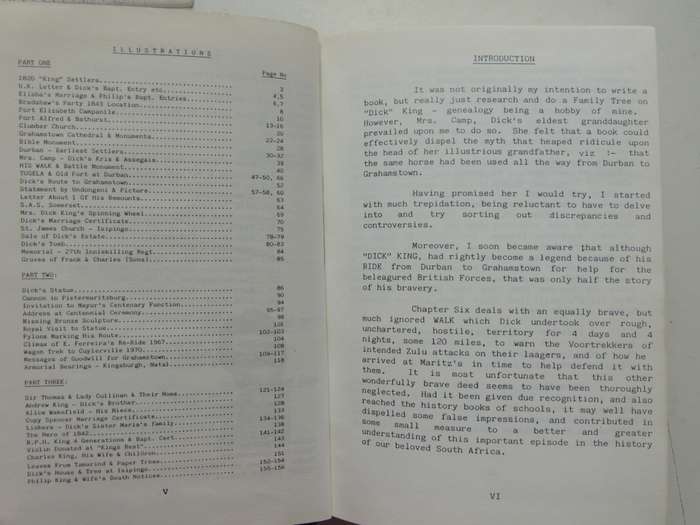 ILLUSTRATIONS
Page No
PART ONE
1820 "King" Settlers
U.K. Letter & Dick's Bapt. Entry etc.
Elisha's Marriage & Philip's Bapt. Entries
Bradshaw's Party 1843 Location
Port Elizabeth Campanile
Port Alfred & Bathurst
Clumber Church
Grahamstown Cathedral & Monuments
Bible Monument
Durban - Earliest Settlers
Mrs. Camp - Dick's Kris & Assegais
HIS WALK & Battle Monument
TUGELA & Old Fort at Durban
Dick's Route to Grahamstown
Statement by Undongeni & Picture
Letter About 1 Of His Remounts
S.A.S. Somerset
Mrs. Dick King's Spinning Wheel
Dick's Marriage Certificate
St. James Church - Isipingo
Sale of Dick's Estate
Dick's Tomb
Memorial - 27th Inniskilling Regt.
Graves of Frank & Charles (Sons)
PART TWO:
Dick's Statue
Cannon in Pietermaritzburg
Invitation to Mayor's Centenary Function
Address at Centennial Ceremony
Missing Bronze Sculpture
Royal Visit to Statue
Pylons Marking His Route
Climax of E. Ferreira's Re-Ride 1967
Wagon Trek to Cuylerville 1970
Messages of Goodwill for Grahamstown
Armorial Bearings - Kingsburgh, Natal
PART THREE:
Sir Thomas & Lady Cullinan & Their Home
Andrew King - Dick's Brother
Alice Wakefield - His Niece
Copy Spencer Marriage Certificate
Linkers - Dick Sister Maria's Family
The Hero of 1842
R.P.H. King 4 Generations & Bapt. Cert
Violin Donated at "Kings Rest"
Charles King, His Wife & Children
Leaves From Tamarind & Paper Trees
Dick's House & Tree at Isipingo
Philip King & Wife's Death Notices
V
INTRODUCTION
It was not originally my intention to write a
book, but really just research and do a Family Tree on
"Dick" King - genealogy being a hobby of mine.
However, Mrs. Camp, Dick's eldest granddaughter
prevailed upon me to do so. She felt that a book could
effectively dispel the myth that heaped ridicule upon
the head of her illustrious grandfather, viz :- that
the same horse had been used all the way from Durban to
Grahamstown.
Having promised her I would try, I started
with much trepidation, being reluctant to have to delve
into and try sorting out discrepancies and
controversies.
Moreover, I soon became aware that although
"DICK" KING, had rightly become a legend because of his
RIDE from Durban to Grahamstown for help for the
beleagured British Forces, that was only half the story
of his bravery.
Chapter Six deals with an equally brave, but
much ignored WALK which Dick undertook over rough,
unchartered, hostile, territory for 4 days and 4
nights, some 120 miles, to warn the Voortrekkers of
intended Zulu attacks on their laagers, and of how he
arrived at Maritz's in time to help defend it with
them. It is most unfortunate that this other
wonderfully brave deed seems to have been thoroughly
neglected. Had it been given due recognition, and also
reached the history books of schools, it may well have
dispelled some false impressions, and contributed in
some small measure to a better and greater
understanding of this important episode in the history
of our beloved South Africa.
VI